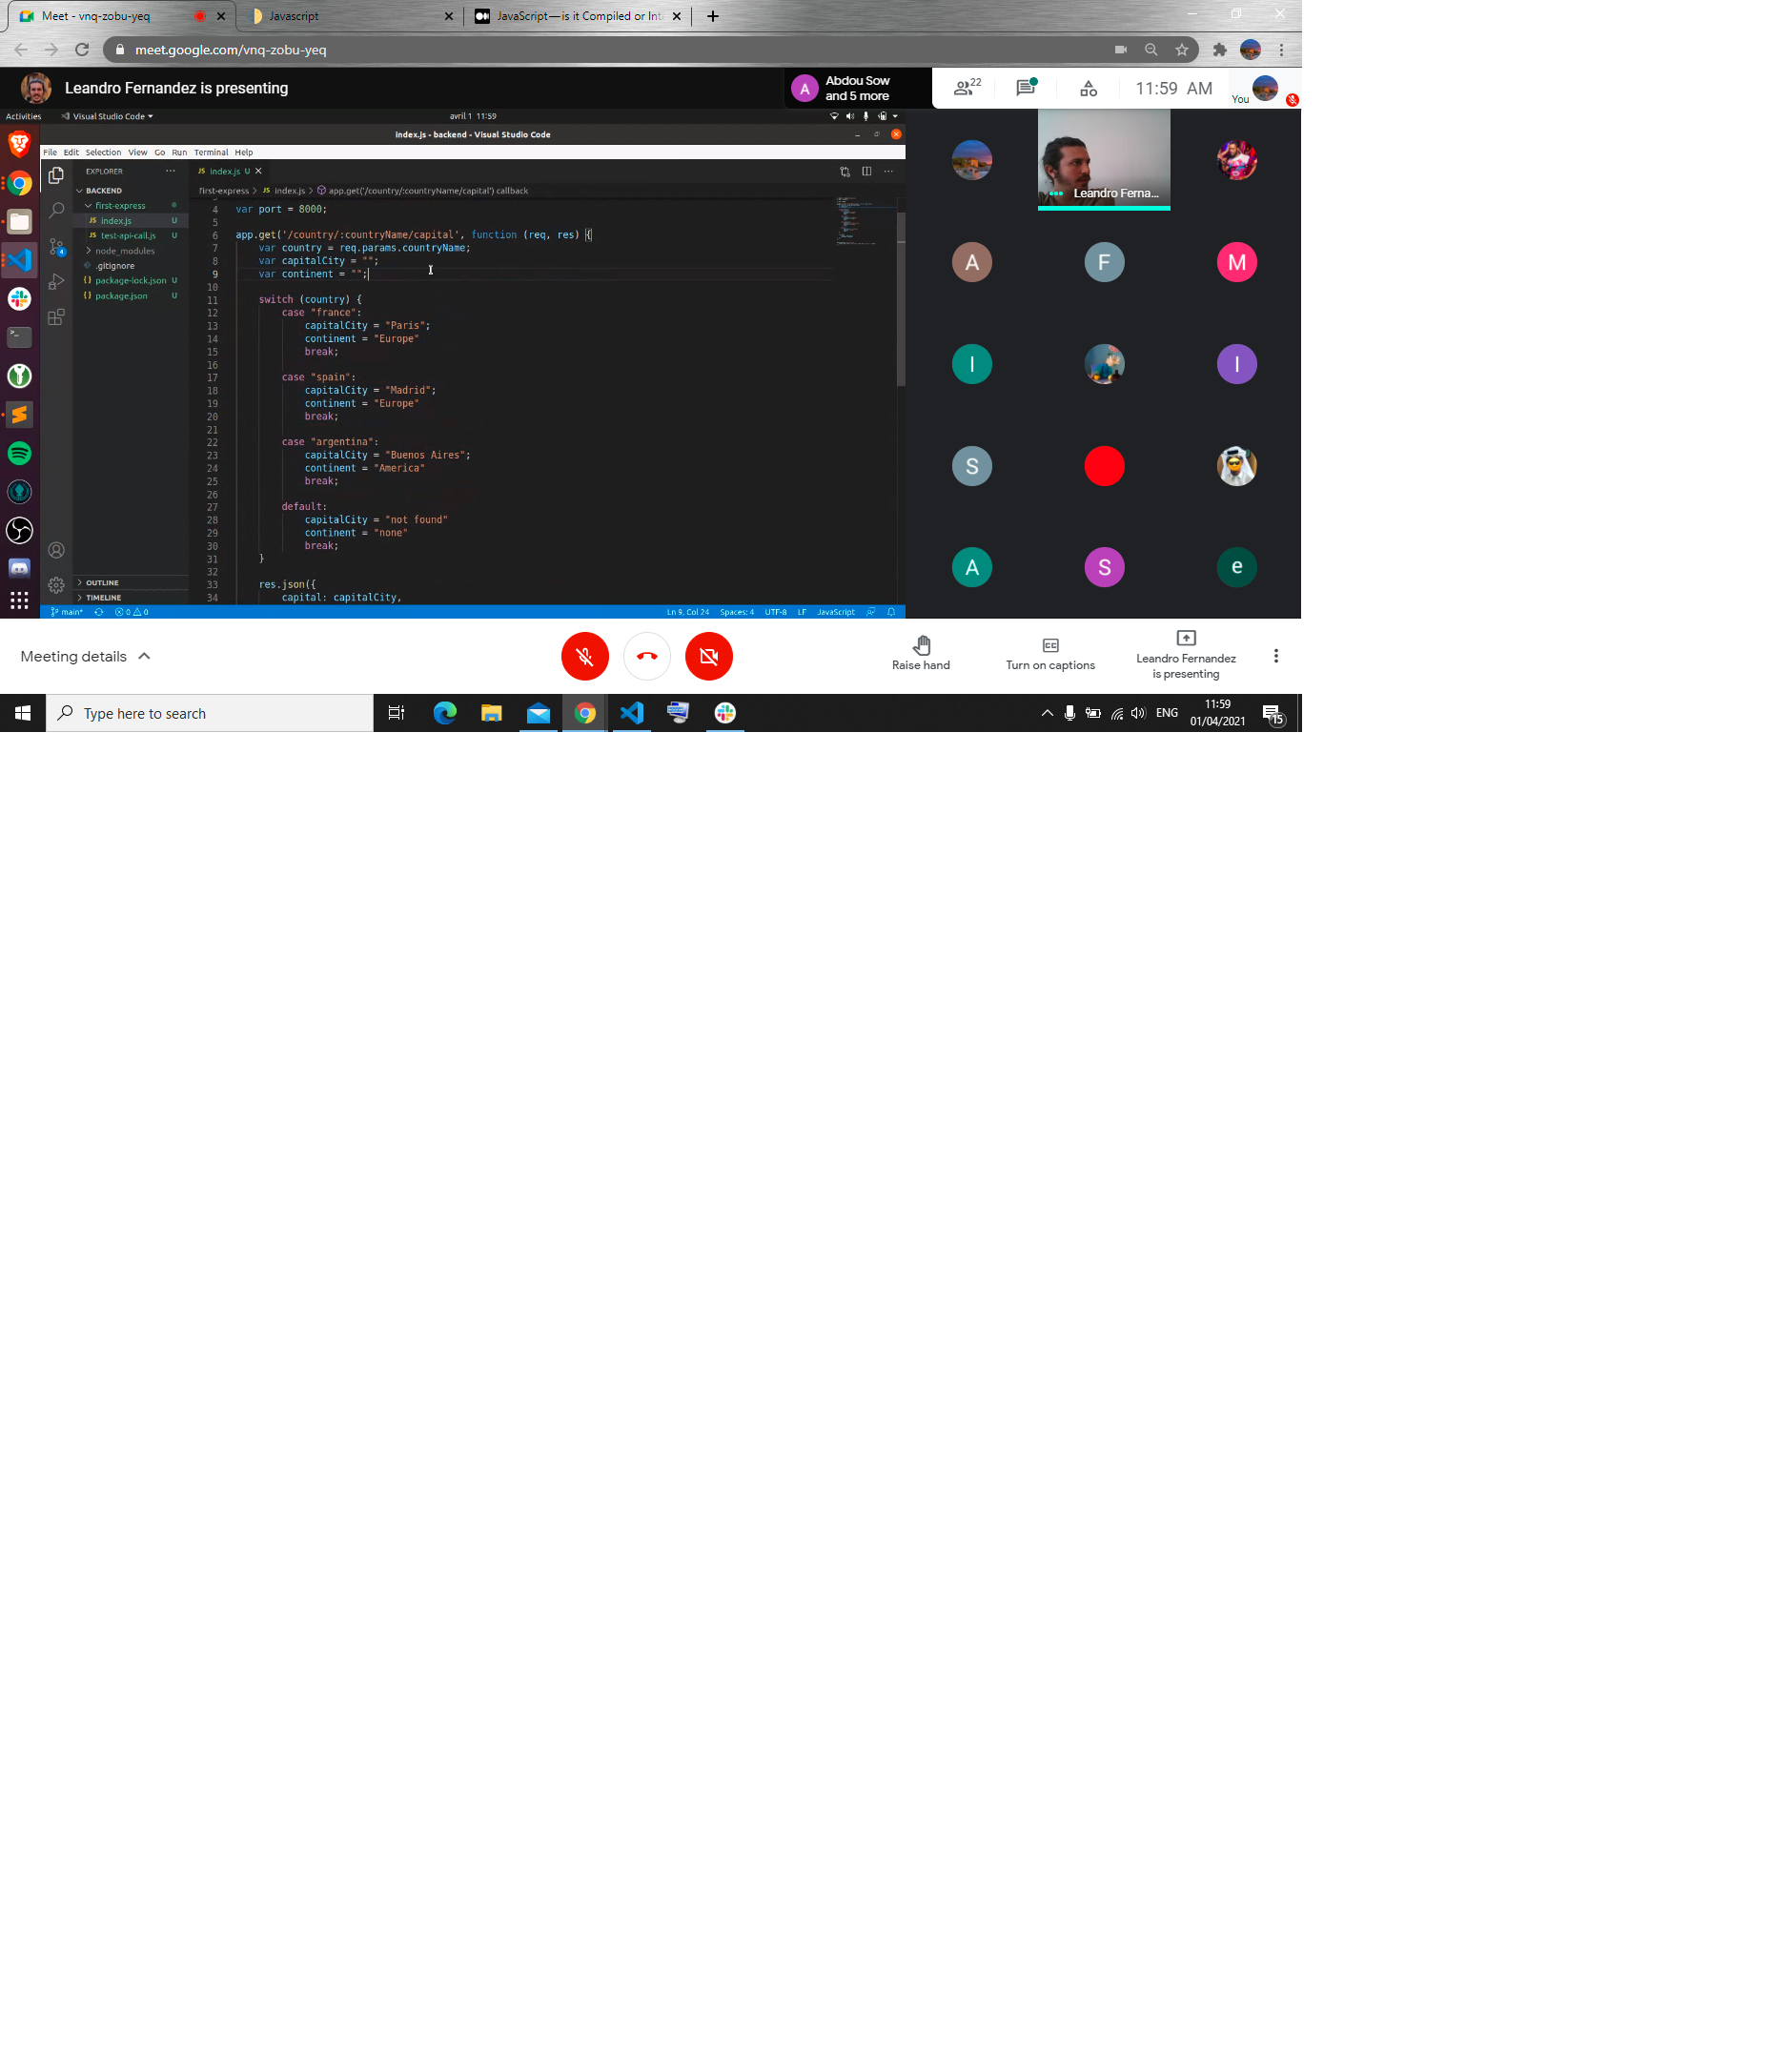 Meet - vnq-zobu-yeq
Javascript
JavaScript — is it Compiled or Int
meet.google.com/vnq-zobu-yeq
Leandro Fernandez is presenting
A
Abdou Sow
and 5 more
22
11:59 AM
You
Activities
Visual Studio Code
avril 1 11:59
index.js - backend - Visual Studio Code
File Edit Selection View Go Run Terminal Help
EXPLORER
BACKEND
first-express
JS index.js U
JS test-api-call.js U
node_modules
.gitignore
{} package-lock.json U
{} package.json U
OUTLINE
TIMELINE
JS index.js U
first-express > JS index.js > app.get('/country/:countryName/capital') callback
4 var port = 8000;
5
6 app.get('/country/:countryName/capital', function (req, res) {
7 var country = req.params.countryName;
8 var capitalCity = "";
9 var continent = "";
10
11 switch (country) {
12 case "france":
13 capitalCity = "Paris";
14 continent = "Europe"
15 break;
16
17 case "spain":
18 capitalCity = "Madrid";
19 continent = "Europe"
20 break;
21
22 case "argentina":
23 capitalCity = "Buenos Aires";
24 continent = "America"
25 break;
26
27 default:
28 capitalCity = "not found"
29 continent = "none"
30 break;
31 }
32
33 res.json({
34 capital: capitalCity,
main*
0 0
Ln 9, Col 24 Spaces: 4 UTF-8 LF JavaScript
Leandro Ferna...
A F M
I I
S
A S e
Meeting details
Raise hand
Turn on captions
Leandro Fernandez
is presenting
Type here to search
ENG
11:59
01/04/2021
15